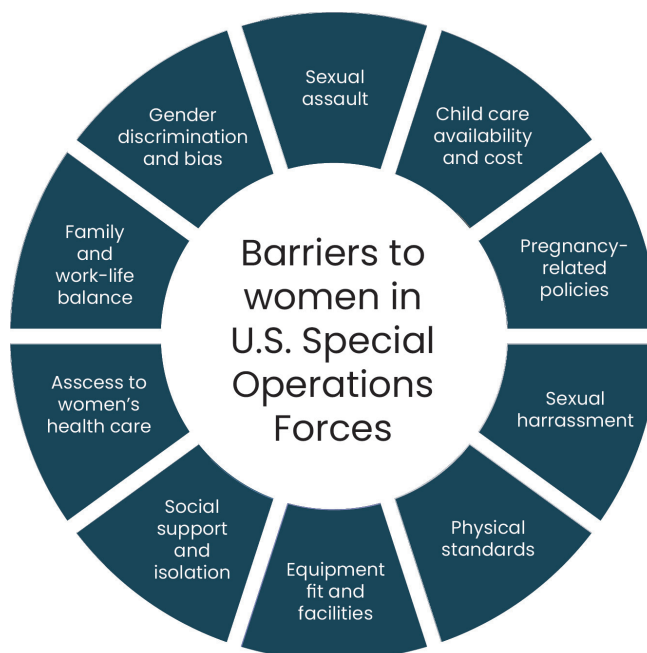 Sexual
assault
Child care
availability
and cost
Pregnancy-
related
policies
Sexual
harrassment
Physical
standards
Equipment
fit and
facilities
Social
support
and
isolation
Asscess to
women's
health care
Family
and
work-life
balance
Gender
discrimination
and bias
Barriers to
women in
U.S. Special
Operations
Forces